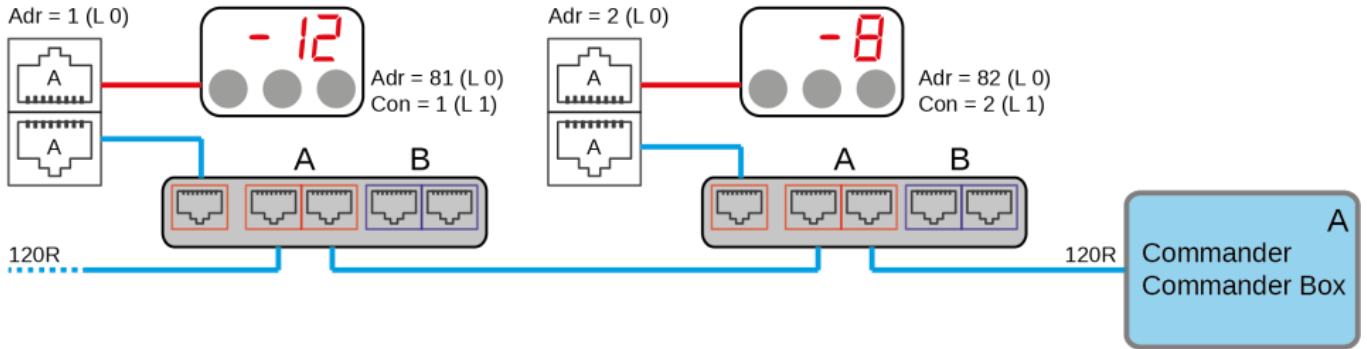 Adr = 1 (L 0)
A
A
-12
Adr = 81 (L 0)
Con = 1 (L 1)
A B
120R
Adr = 2 (L 0)
A
A
-8
Adr = 82 (L 0)
Con = 2 (L 1)
A B
120R
A
Commander
Commander Box